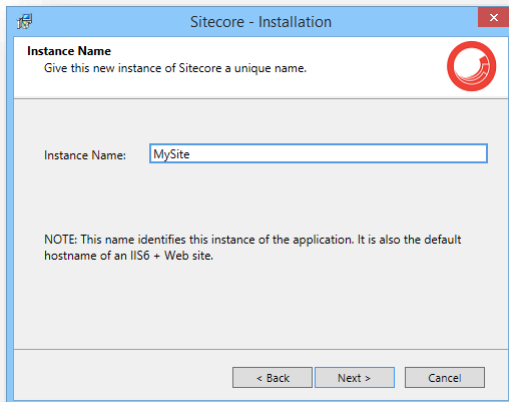 Sitecore - Installation
Instance Name
Give this new instance of Sitecore a unique name.
Instance Name: MySite
NOTE: This name identifies this instance of the application. It is also the default
hostname of an IIS6 + Web site.
< Back Next > Cancel